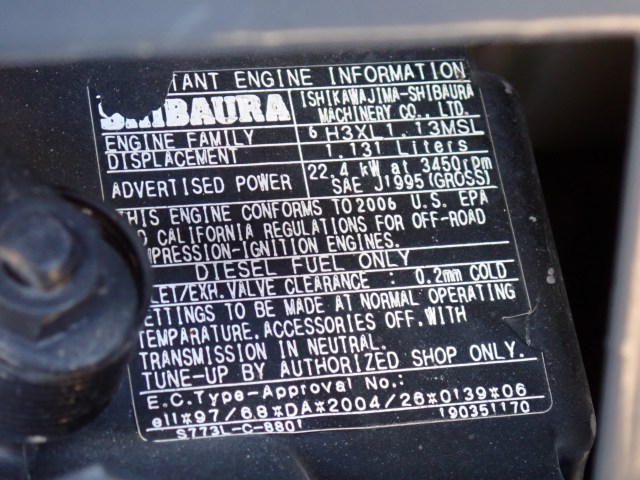 TANT ENGINE INFORMATION
SHIBAURA ISHIKAWAJIMA-SHIBAURA
MACHINERY CO., LTD.
ENGINE FAMILY 6H3XL1.13MSL
DISPLACEMENT 1.131 Liters
ADVERTISED POWER 22.4 kW at 3450rpm
SAE J1995 (GROSS)
THIS ENGINE CONFORMS TO 2006 U.S. EPA
D CALIFORNIA REGULATIONS FOR OFF-ROAD
MPRESSION-IGNITION ENGINES.
DIESEL FUEL ONLY
LET/EXH.VALVE CLEARANCE : 0.2mm COLD
ETTINGS TO BE MADE AT NORMAL OPERATING
TEMPARATURE. ACCESSORIES OFF. WITH
TRANSMISSION IN NEUTRAL.
TUNE-UP BY AUTHORIZED SHOP ONLY.
E.C.Type-Approval No.:
e11*97/68*DA*2004/26*0139*06
S773L-C-8801 190351170